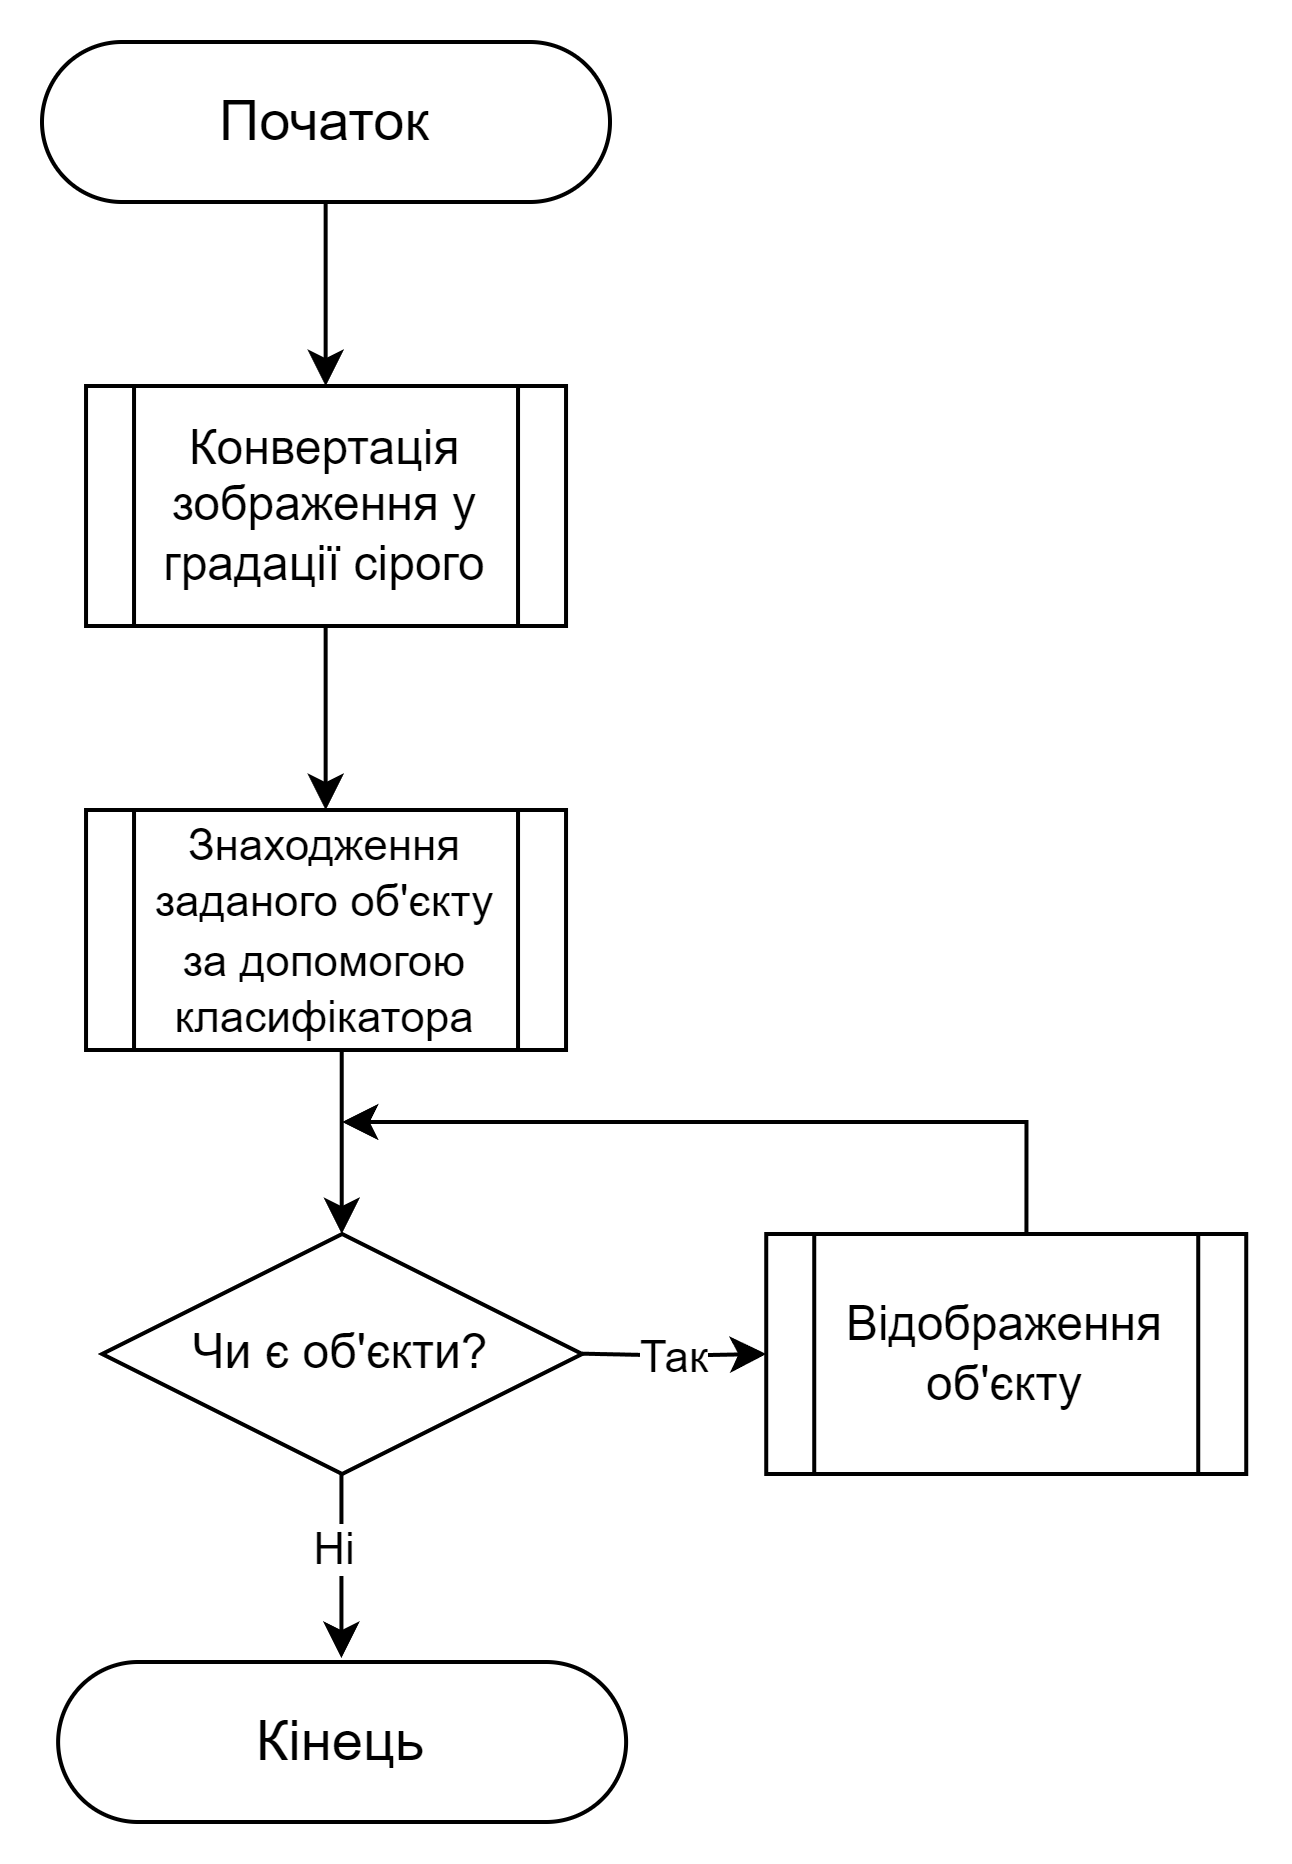 Початок
Конвертація
зображення у
градації сірого
Знаходження
заданого об'єкту
за допомогою
класифікатора
Чи є об'єкти?
Так
Відображення
об'єкту
Ні
Кінець